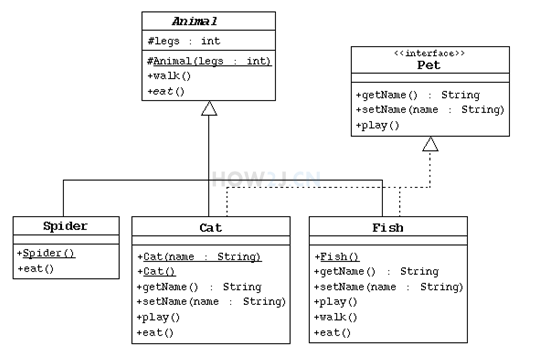 Animal
#legs : int
#Animal(legs : int)
+walk()
+eat()
<<interface>>
Pet
+getName() : String
+setName(name : String)
+play()
HOW2J.CN
Spider
+Spider()
+eat()
Cat
+Cat(name : String)
+Cat()
+getName() : String
+setName(name : String)
+play()
+eat()
Fish
+Fish()
+getName() : String
+setName(name : String)
+play()
+walk()
+eat()